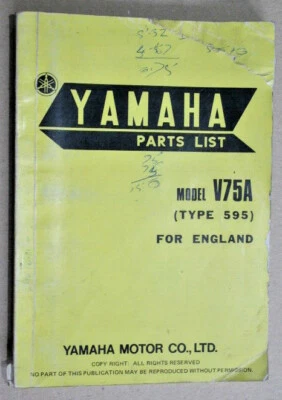 YAMAHA
PARTS LIST
MODEL V75A
(TYPE 595)
FOR ENGLAND
YAMAHA MOTOR CO., LTD.
COPY RIGHT: ALL RIGHTS RESERVED
NO PART OF THIS PUBLICATION MAY BE REPRODUCED WITHOUT PERMISSION.